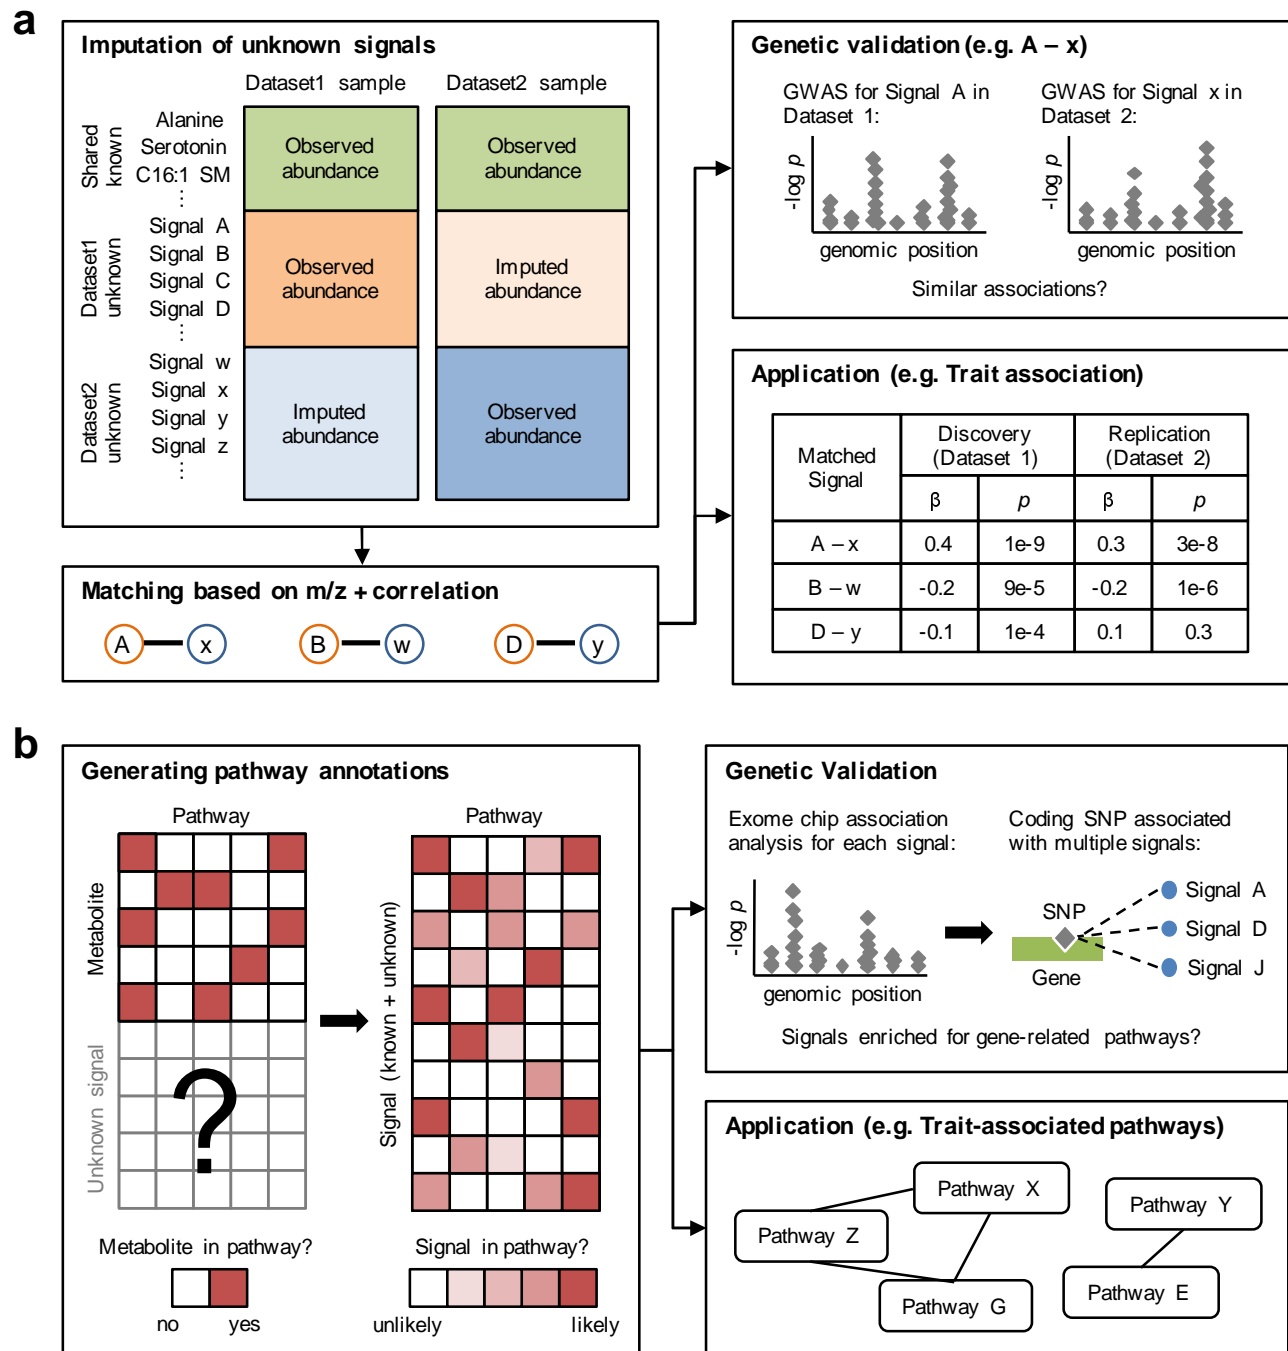 a
Imputation of unknown signals
Dataset1 sample
Dataset2 sample
Shared
known
Alanine
Serotonin
C16:1 SM
⋮
Observed
abundance
Observed
abundance
Dataset1
unknown
Signal A
Signal B
Signal C
Signal D
⋮
Observed
abundance
Imputed
abundance
Dataset2
unknown
Signal w
Signal x
Signal y
Signal z
⋮
Imputed
abundance
Observed
abundance
Matching based on m/z + correlation
A
x
B
w
D
y
Genetic validation (e.g. A – x)
GWAS for Signal A in
Dataset 1:
-log p
genomic position
GWAS for Signal x in
Dataset 2:
-log p
genomic position
Similar associations?
Application (e.g. Trait association)
Matched
Signal
Discovery
(Dataset 1)
Replication
(Dataset 2)
β p β p
A – x 0.4 1e-9 0.3 3e-8
B – w -0.2 9e-5 -0.2 1e-6
D – y -0.1 1e-4 0.1 0.3
b
Generating pathway annotations
Pathway
Metabolite
Unknown signal
?
Metabolite in pathway?
no yes
Pathway
Signal (known + unknown)
Signal in pathway?
unlikely likely
Genetic Validation
Exome chip association
analysis for each signal:
-log p
genomic position
Coding SNP associated
with multiple signals:
SNP
Gene
Signal A
Signal D
Signal J
Signals enriched for gene-related pathways?
Application (e.g. Trait-associated pathways)
Pathway X
Pathway Y
Pathway Z
Pathway E
Pathway G